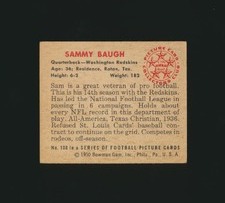 SAMMY BAUGH
Quarterback—Washington Redskins
Age: 36; Residence, Rotan, Tex.
Height: 6-2 Weight: 182
Sam is a great veteran of pro football.
This is his 14th season with the Redskins.
Has led the National Football League in
passing in 6 campaigns. Holds about
every NFL record in this department of
play. All-America, Texas Christian, 1936.
Refused St. Louis Cards' baseball
contract to continue on the grid. Competes in
rodeos, off-season.
No. 100 in a SERIES OF FOOTBALL PICTURE CARDS
© 1950 Bowman Gum, Inc., Phila., Pa., U.S.A.